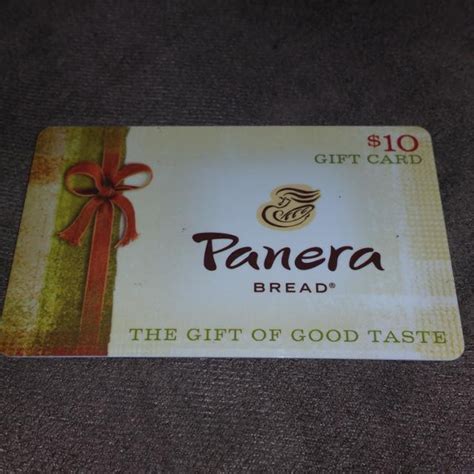 $10
GIFT CARD
Panera
BREAD®
THE GIFT OF GOOD TASTE